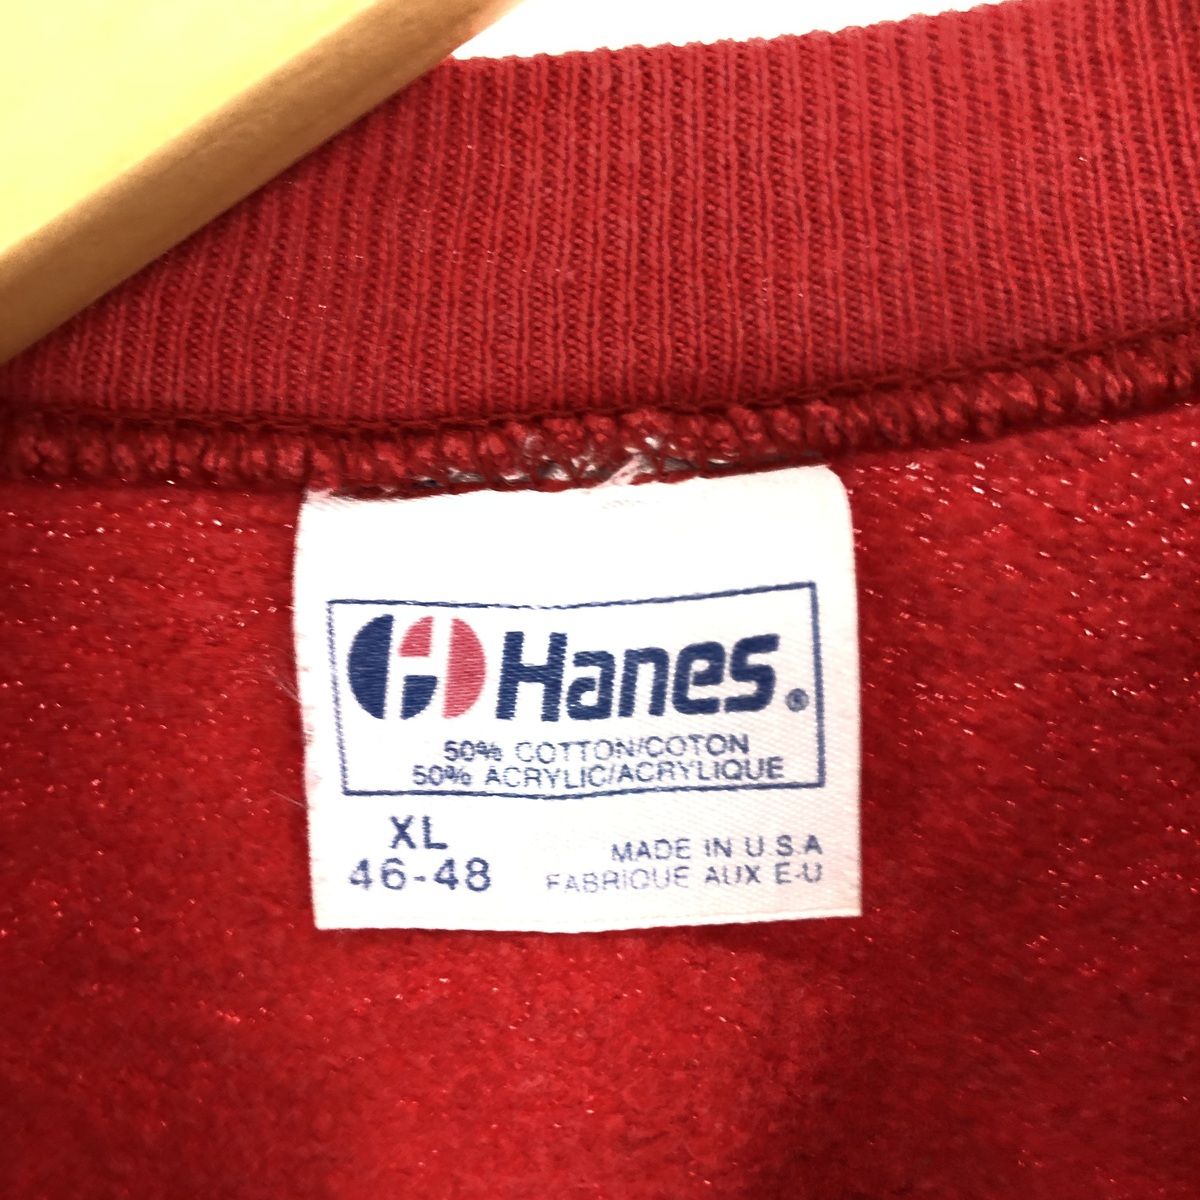 Hanes®
50% COTTON/COTON
50% ACRYLIC/ACRYLIQUE
XL
46-48
MADE IN U.S.A
FABRIQUE AUX E-U